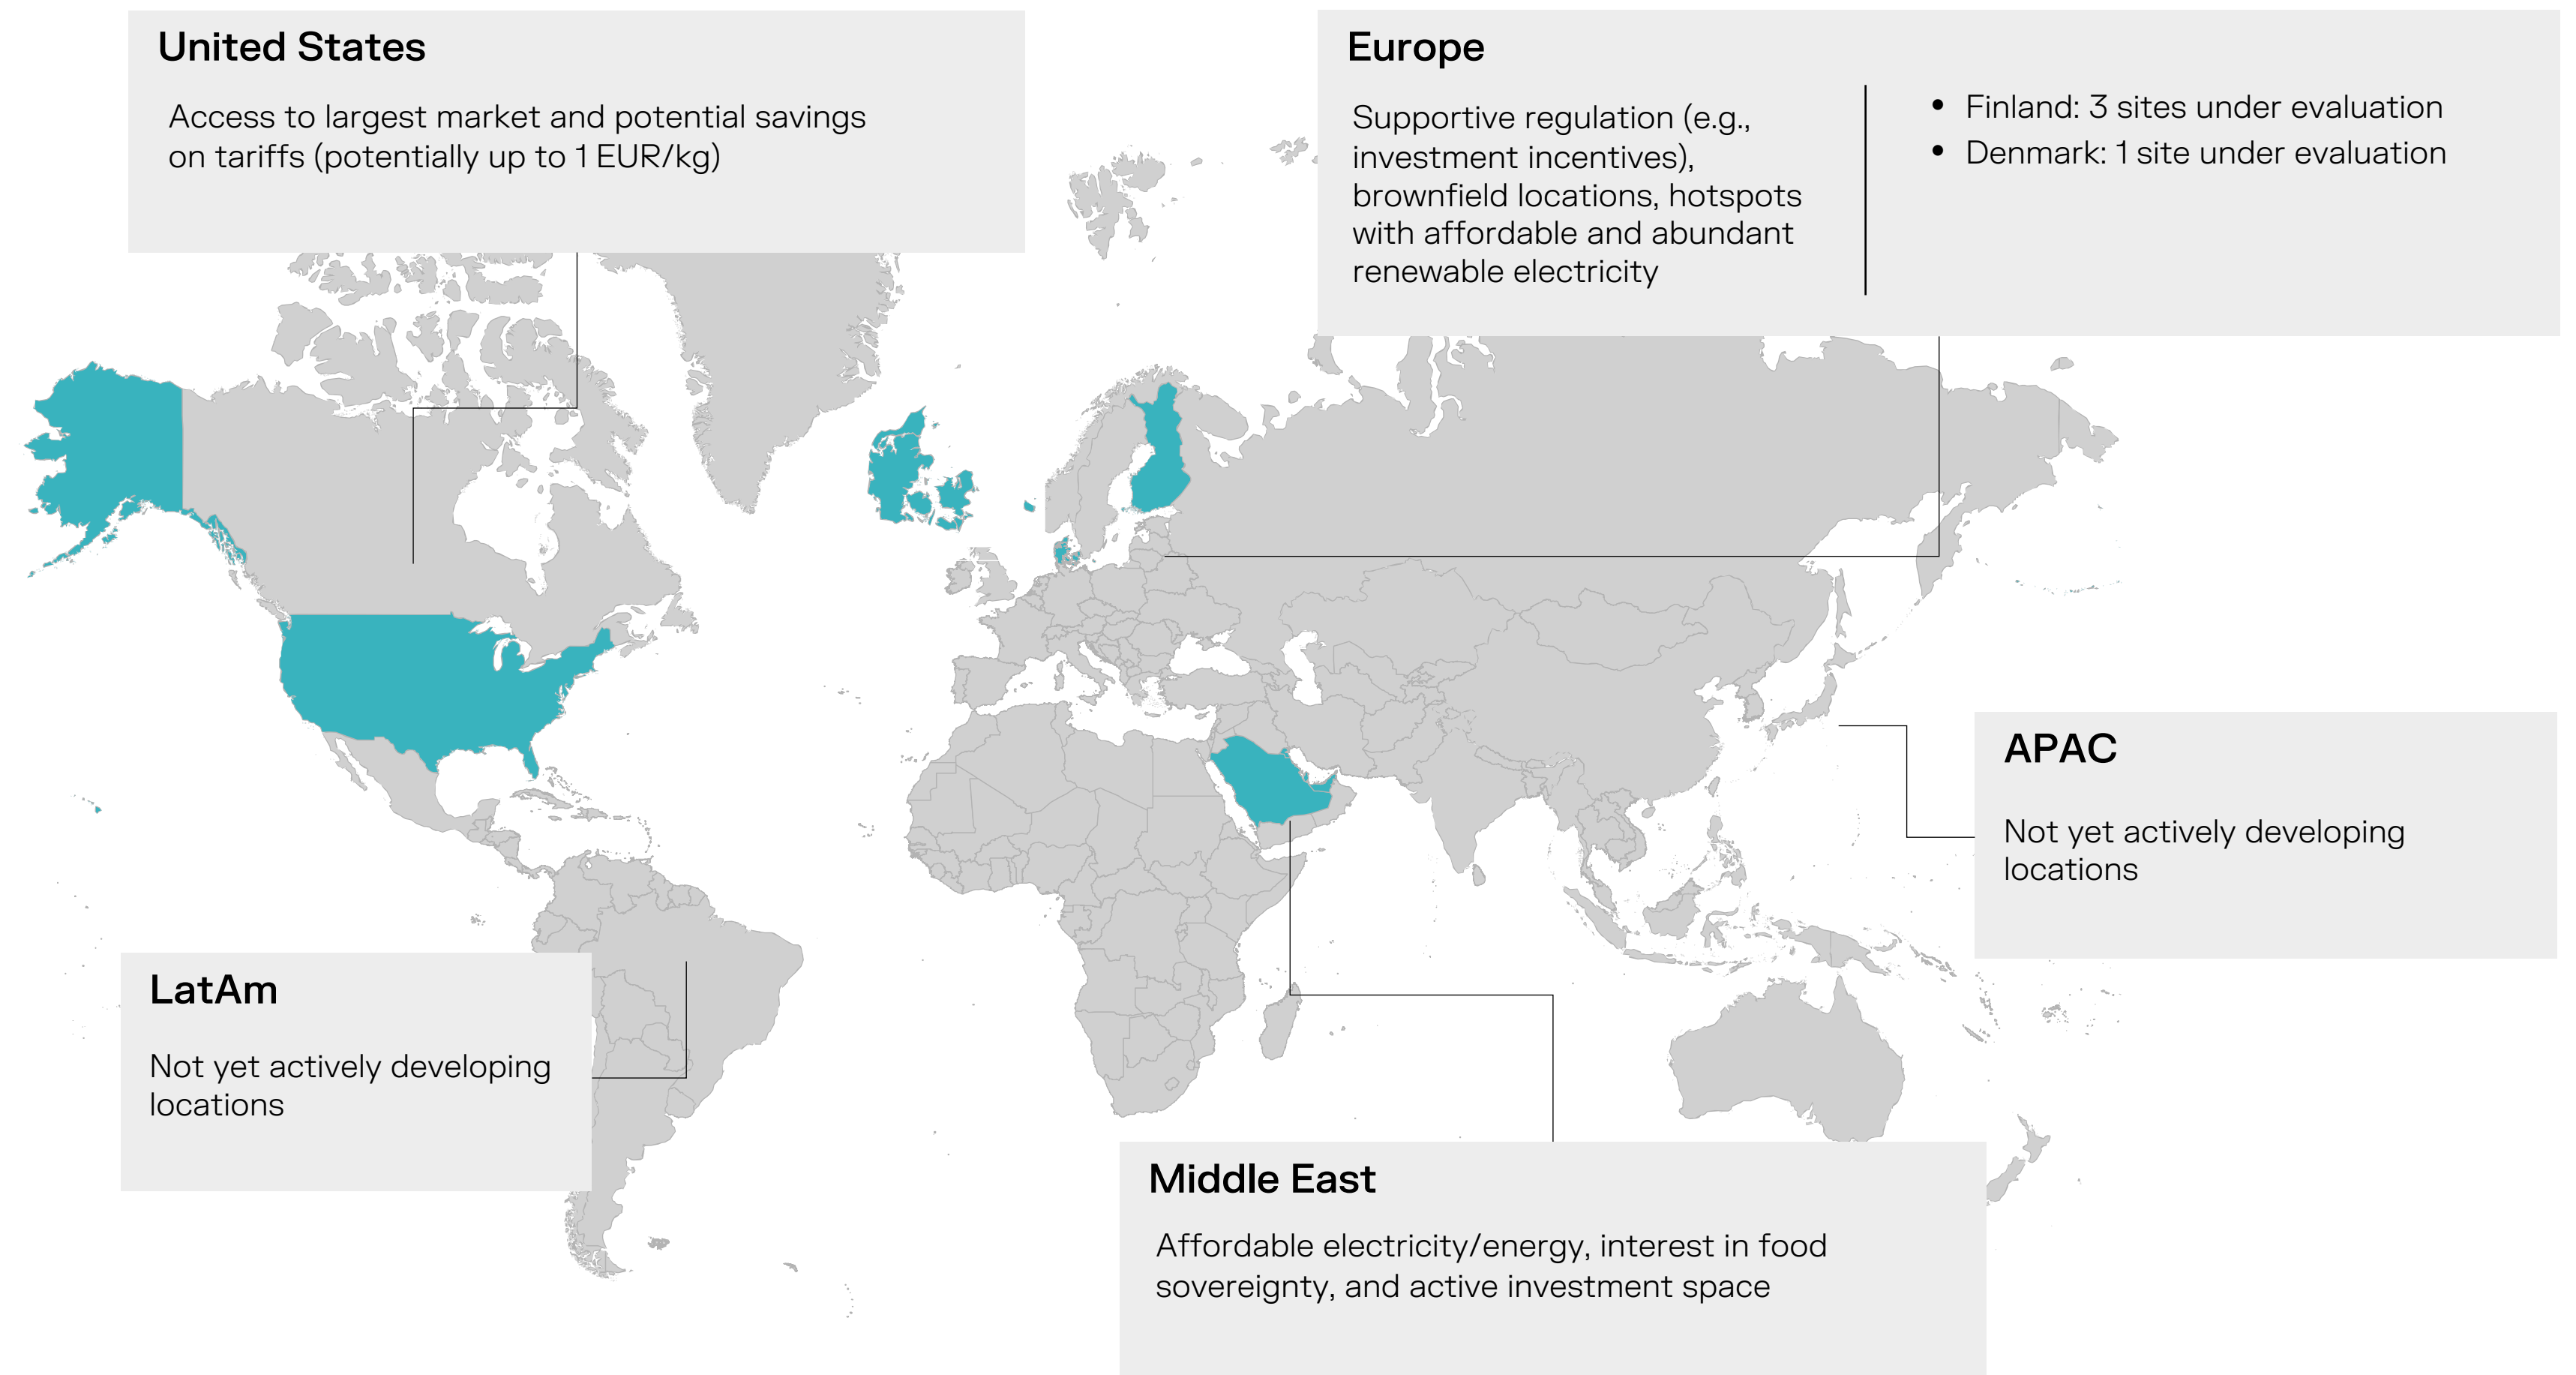 United States
Access to largest market and potential savings
on tariffs (potentially up to 1 EUR/kg)
Europe
Supportive regulation (e.g.,
investment incentives),
brownfield locations, hotspots
with affordable and abundant
renewable electricity
• Finland: 3 sites under evaluation
• Denmark: 1 site under evaluation
APAC
Not yet actively developing
locations
LatAm
Not yet actively developing
locations
Middle East
Affordable electricity/energy, interest in food
sovereignty, and active investment space